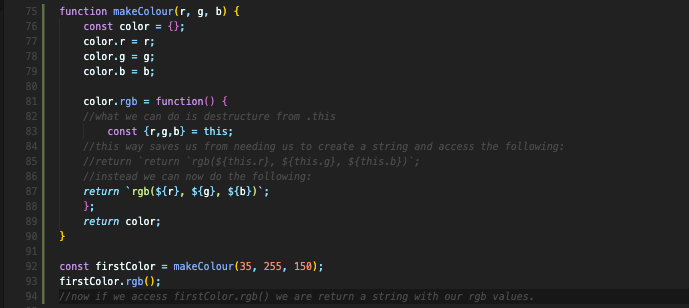 75 function makeColour(r, g, b) {
76 const color = {};
77 color.r = r;
78 color.g = g;
79 color.b = b;
80
81 color.rgb = function() {
82 //what we can do is destructure from .this
83 const {r,g,b} = this;
84 //this way saves us from needing us to create a string and access the following:
85 //return `return `rgb(${this.r}, ${this.g}, ${this.b})`;
86 //instead we can now do the following:
87 return `rgb(${r}, ${g}, ${b})`;
88 };
89 return color;
90 }
91
92 const firstColor = makeColour(35, 255, 150);
93 firstColor.rgb();
94 //now if we access firstColor.rgb() we are return a string with our rgb values.